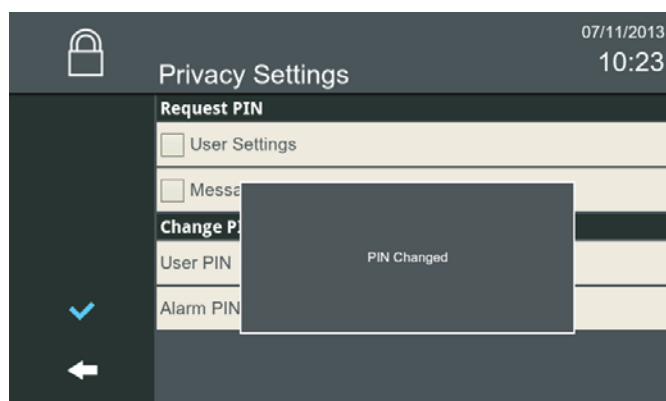 07/11/2013
10:23
Privacy Settings
Request PIN
User Settings
Messa
Change P
PIN Changed
User PIN
Alarm PIN